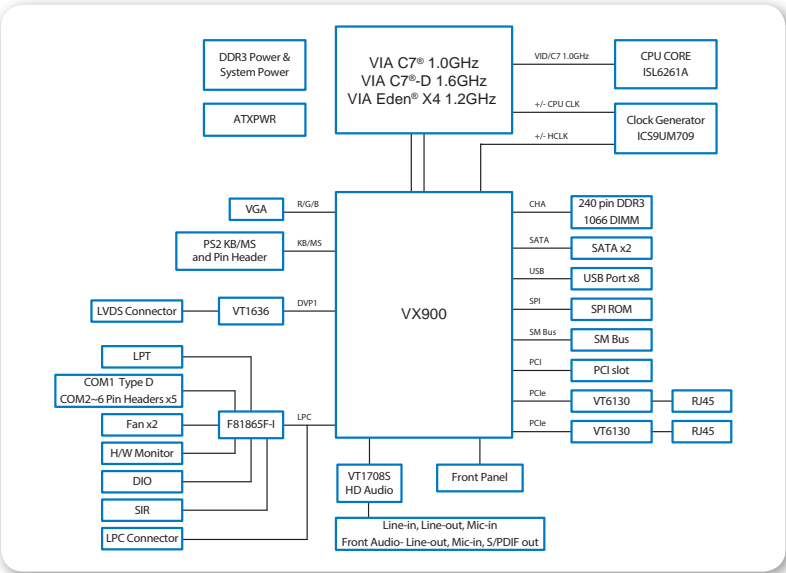 DDR3 Power &
System Power
ATXPWR
VIA C7® 1.0GHz
VIA C7®-D 1.6GHz
VIA Eden® X4 1.2GHz
VID/C7 1.0GHz
CPU CORE
ISL6261A
+/- CPU CLK
+/- HCLK
Clock Generator
ICS9UM709
VGA
R/G/B
PS2 KB/MS
and Pin Header
KB/MS
LVDS Connector
VT1636
DVP1
VX900
CHA
240 pin DDR3
1066 DIMM
SATA
SATA x2
USB
USB Port x8
SPI
SPI ROM
SM Bus
SM Bus
PCI
PCI slot
PCIe
VT6130
RJ45
PCIe
VT6130
RJ45
LPT
COM1 Type D
COM2~6 Pin Headers x5
Fan x2
F81865F-I
LPC
H/W Monitor
DIO
SIR
LPC Connector
VT1708S
HD Audio
Front Panel
Line-in, Line-out, Mic-in
Front Audio- Line-out, Mic-in, S/PDIF out